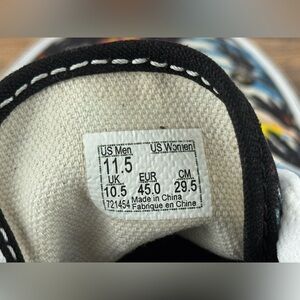 US Men US Women
11.5
UK EUR CM
10.5 45.0 29.5
721454 Made in China
Fabrique en Chine